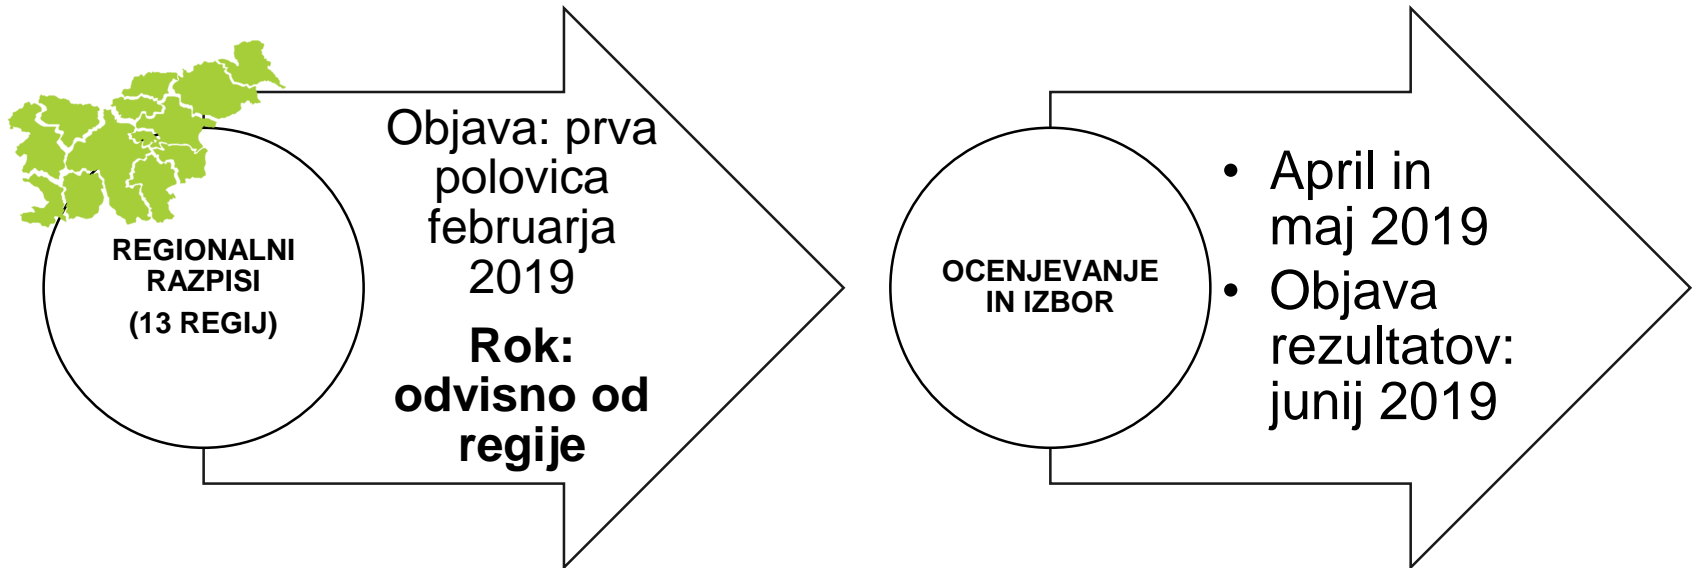 REGIONALNI
RAZPISI
(13 REGIJ)
Objava: prva
polovica
februarja
2019
Rok:
odvisno od
regije
OCENJEVANJE
IN IZBOR
• April in
maj 2019
• Objava
rezultatov:
junij 2019